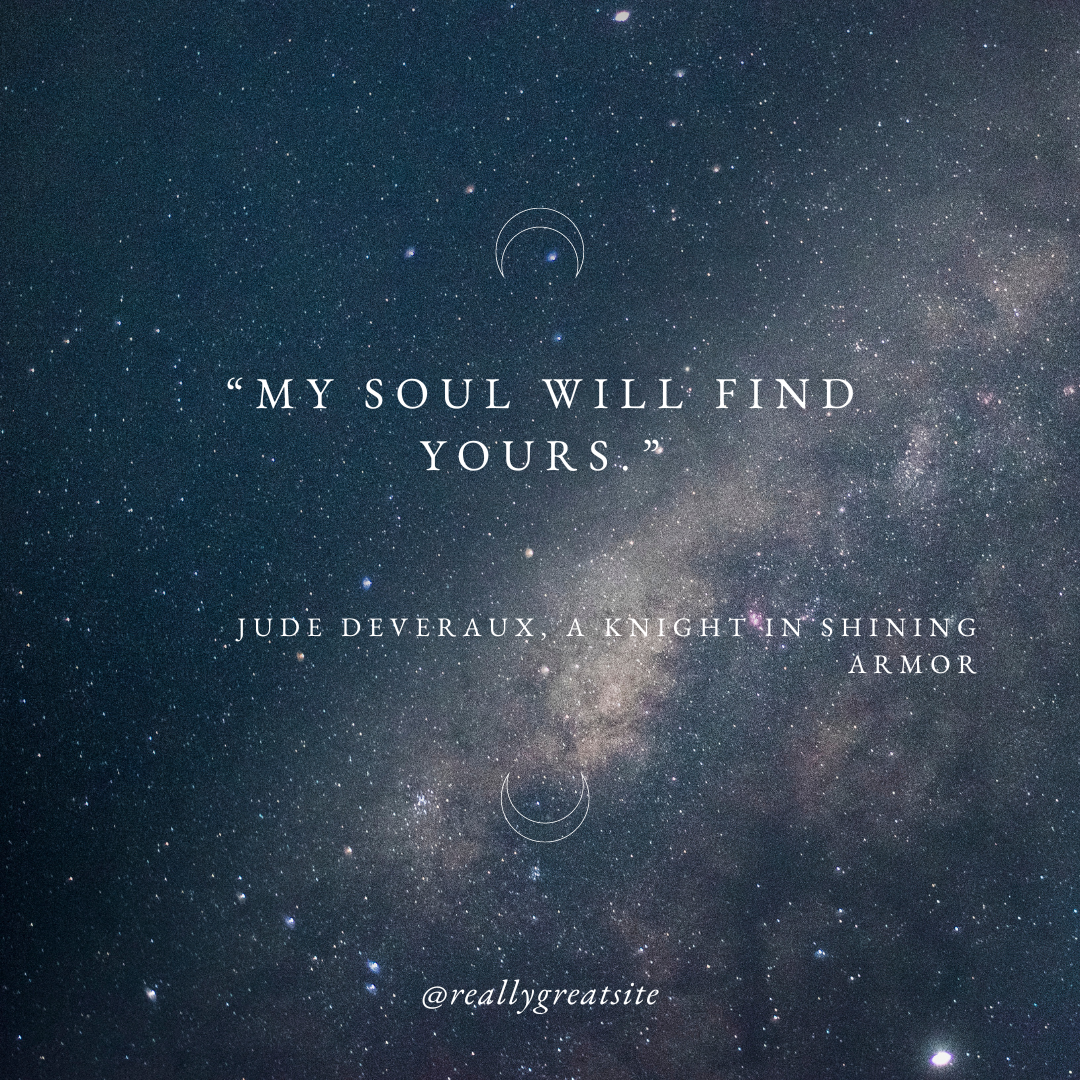 “MY SOUL WILL FIND
YOURS.”
JUDE DEVERAUX, A KNIGHT IN SHINING
ARMOR
@reallygreatsite